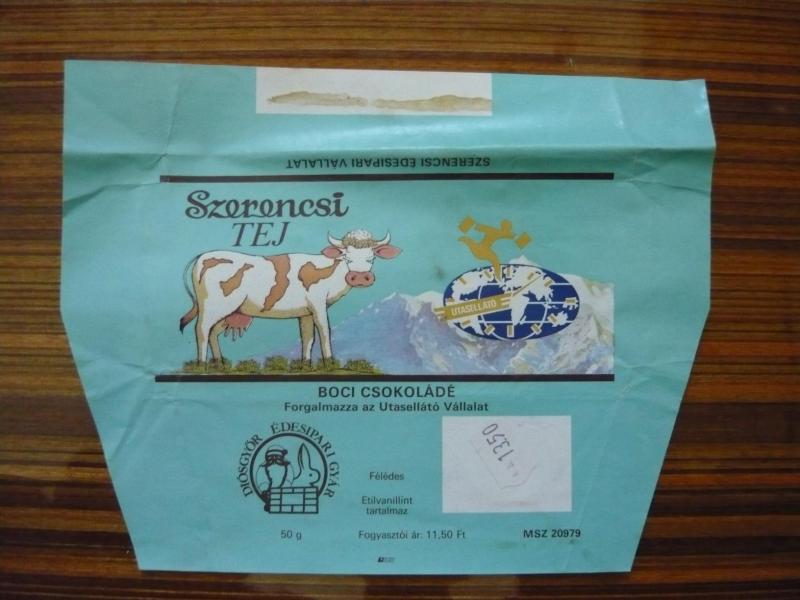 SZERENCSI ÉDESIPARI VÁLLALAT
Szerencsi
TEJ
UTASELLÁTÓ
BOCI CSOKOLÁDÉ
Forgalmazza az Utasellátó Vállalat
DIÓSGYŐR ÉDESIPARI GYÁR
1350
Félédes
Etilvanillint
tartalmaz
50 g
Fogyasztói ár: 11,50 Ft
MSZ 20979